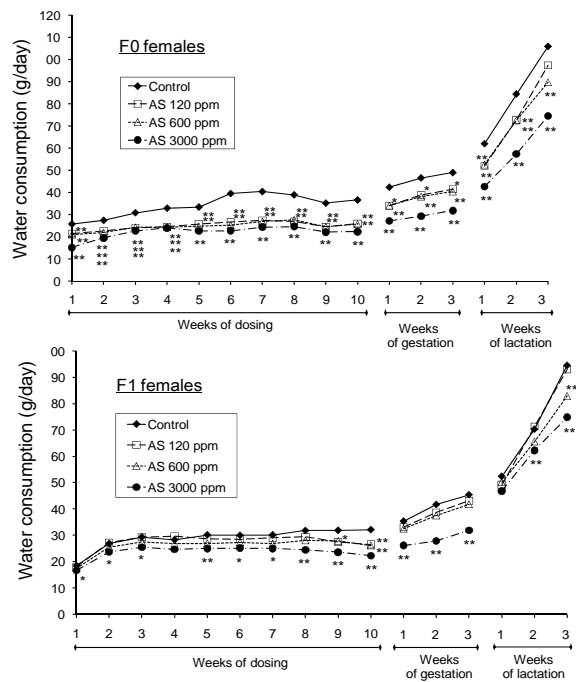 F0 females
Water consumption (g/day)
120
10
00
90
80
70
60
50
40
30
20
10
0
Control
AS 120 ppm
AS 600 ppm
AS 3000 ppm
1 2 3 4 5 6 7 8 9 10 1 2 3 1 2 3
Weeks of dosing
Weeks
of gestation
Weeks
of lactation
F1 females
Water consumption (g/day)
00
90
80
70
60
50
40
30
20
10
0
Control
AS 120 ppm
AS 600 ppm
AS 3000 ppm
1 2 3 4 5 6 7 8 9 10 1 2 3 1 2 3
Weeks of dosing
Weeks
of gestation
Weeks
of lactation